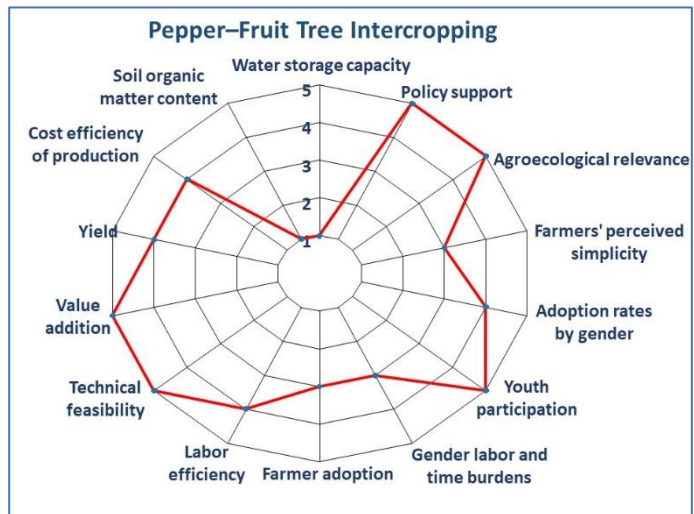 Pepper–Fruit Tree Intercropping
Water storage capacity
Policy support
Agroecological relevance
Farmers' perceived
simplicity
Adoption rates
by gender
Youth
participation
Gender labor and
time burdens
Farmer adoption
Labor
efficiency
Technical
feasibility
Value
addition
Yield
Cost efficiency
of production
Soil organic
matter content
5
4
3
2
1